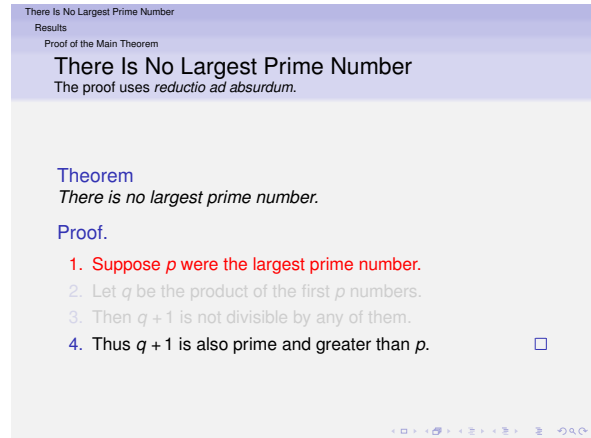 There Is No Largest Prime Number
Results
Proof of the Main Theorem
There Is No Largest Prime Number
The proof uses reductio ad absurdum.
Theorem
There is no largest prime number.
Proof.
1. Suppose p were the largest prime number.
2. Let q be the product of the first p numbers.
3. Then q + 1 is not divisible by any of them.
4. Thus q + 1 is also prime and greater than p.